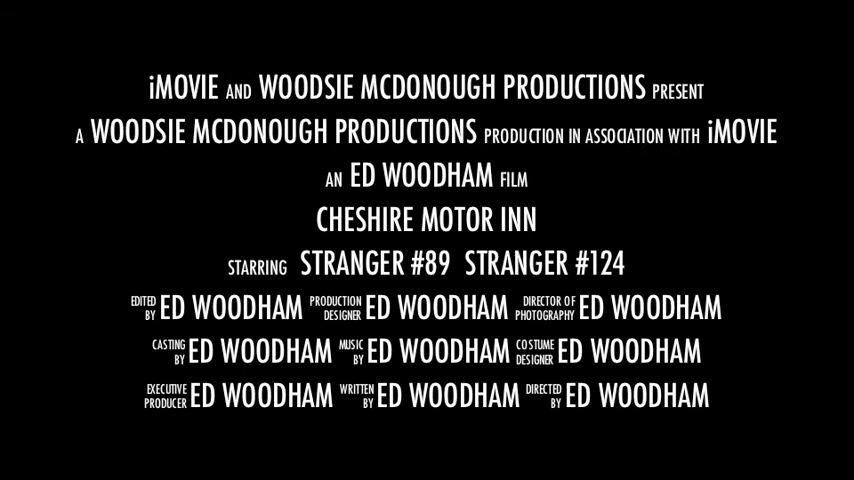 iMOVIE AND WOODSIE MCDONOUGH PRODUCTIONS PRESENT
A WOODSIE MCDONOUGH PRODUCTIONS PRODUCTION IN ASSOCIATION WITH iMOVIE
AN ED WOODHAM FILM
CHESHIRE MOTOR INN
STARRING STRANGER #89 STRANGER #124
EDITED BY ED WOODHAM PRODUCTION DESIGNER ED WOODHAM DIRECTOR OF PHOTOGRAPHY ED WOODHAM
CASTING BY ED WOODHAM MUSIC BY ED WOODHAM COSTUME DESIGNER ED WOODHAM
EXECUTIVE PRODUCER ED WOODHAM WRITTEN BY ED WOODHAM DIRECTED BY ED WOODHAM